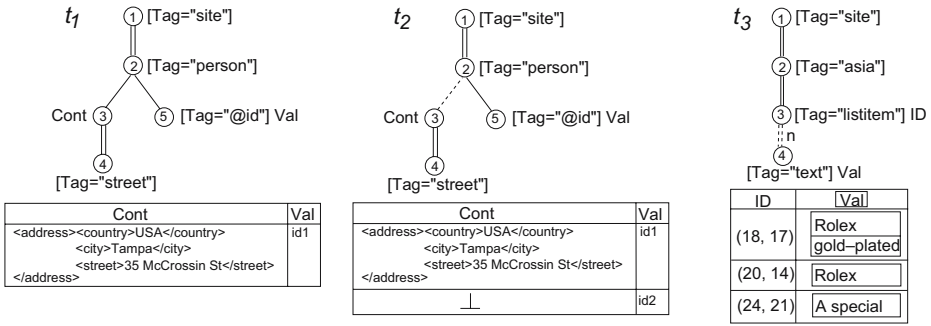 t1
1 [Tag="site"]
2 [Tag="person"]
Cont 3
5 [Tag="@id"] Val
4
[Tag="street"]
Cont Val
<address><country>USA</country> id1
<city>Tampa</city>
<street>35 McCrossin St</street>
</address>
t2
1 [Tag="site"]
2 [Tag="person"]
Cont 3
5 [Tag="@id"] Val
4
[Tag="street"]
Cont Val
<address><country>USA</country> id1
<city>Tampa</city>
<street>35 McCrossin St</street>
</address>
⊥ id2
t3
1 [Tag="site"]
2 [Tag="asia"]
3 [Tag="listitem"] ID
n
4
[Tag="text"] Val
ID Val
(18, 17) Rolex
gold–plated
(20, 14) Rolex
(24, 21) A special